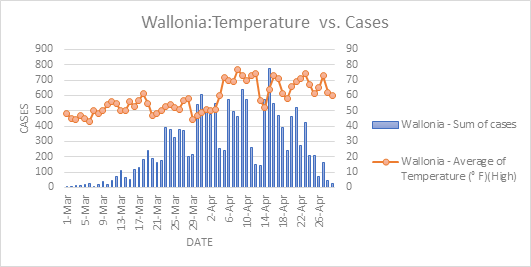 Wallonia:Temperature vs. Cases
900 90
800 80
700 70
600 60
500 50
400 40
300 30
200 20
100 10
0 0
CASES
1-Mar
5-Mar
9-Mar
13-Mar
17-Mar
21-Mar
25-Mar
29-Mar
2-Apr
6-Apr
10-Apr
14-Apr
18-Apr
22-Apr
26-Apr
DATE
Wallonia - Sum of cases
Wallonia - Average of
Temperature (° F)(High)